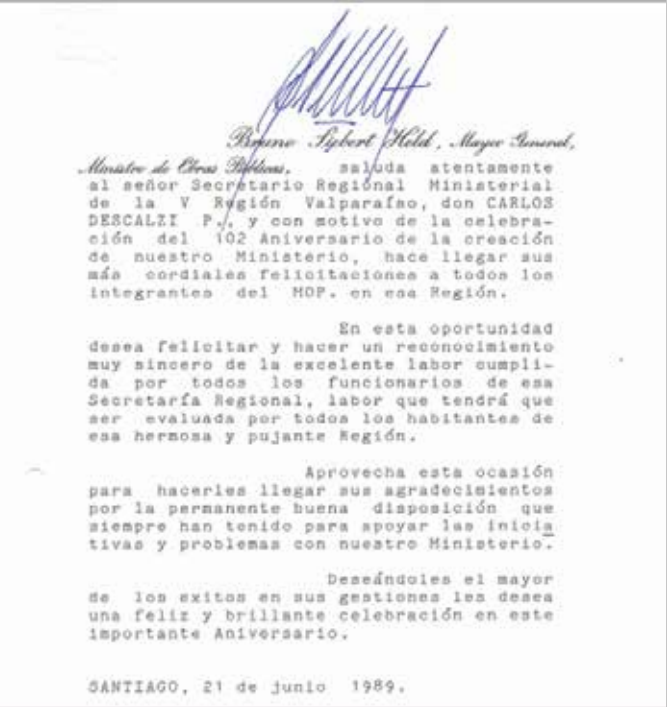 Bruno Siebert Held, Mayor General,
Ministro de Obras Públicas, saluda atentamente
al señor Secretario Regional Ministerial
de la V Región Valparaíso, don CARLOS
DESCALZI P., y con motivo de la celebra-
ción del 102 Aniversario de la creación
de nuestro Ministerio, hace llegar sus
más cordiales felicitaciones a todos los
integrantes del MOP. en esa Región.
En esta oportunidad
desea felicitar y hacer un reconocimiento
muy sincero de la excelente labor cumpli-
da por todos los funcionarios de esa
Secretaría Regional, labor que tendrá que
ser evaluada por todos los habitantes de
esa hermosa y pujante Región.
Aprovecha esta ocasión
para hacerles llegar sus agradecimientos
por la permanente buena disposición que
siempre han tenido para apoyar las inicia
tivas y problemas con nuestro Ministerio.
Deseándoles el mayor
de los exitos en sus gestiones les desea
una feliz y brillante celebración en este
importante Aniversario.
SANTIAGO, 21 de junio 1989.